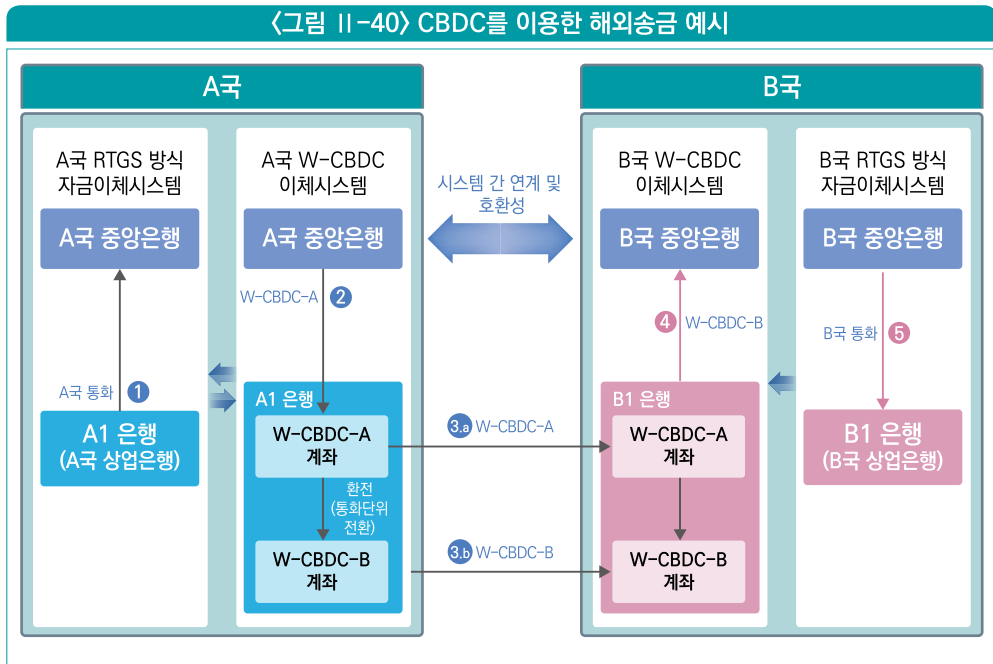 〈그림 Ⅱ-40〉 CBDC를 이용한 해외송금 예시
A국
A국 RTGS 방식
자금이체시스템
A국 중앙은행
A국 통화 1
A1 은행
(A국 상업은행)
A국 W-CBDC
이체시스템
A국 중앙은행
W-CBDC-A 2
A1 은행
W-CBDC-A
계좌
환전
(통화단위
전환)
W-CBDC-B
계좌
시스템 간 연계 및
호환성
3.a W-CBDC-A
3.b W-CBDC-B
B국
B국 W-CBDC
이체시스템
B국 중앙은행
4 W-CBDC-B
B1 은행
W-CBDC-A
계좌
W-CBDC-B
계좌
B국 RTGS 방식
자금이체시스템
B국 중앙은행
B국 통화 5
B1 은행
(B국 상업은행)